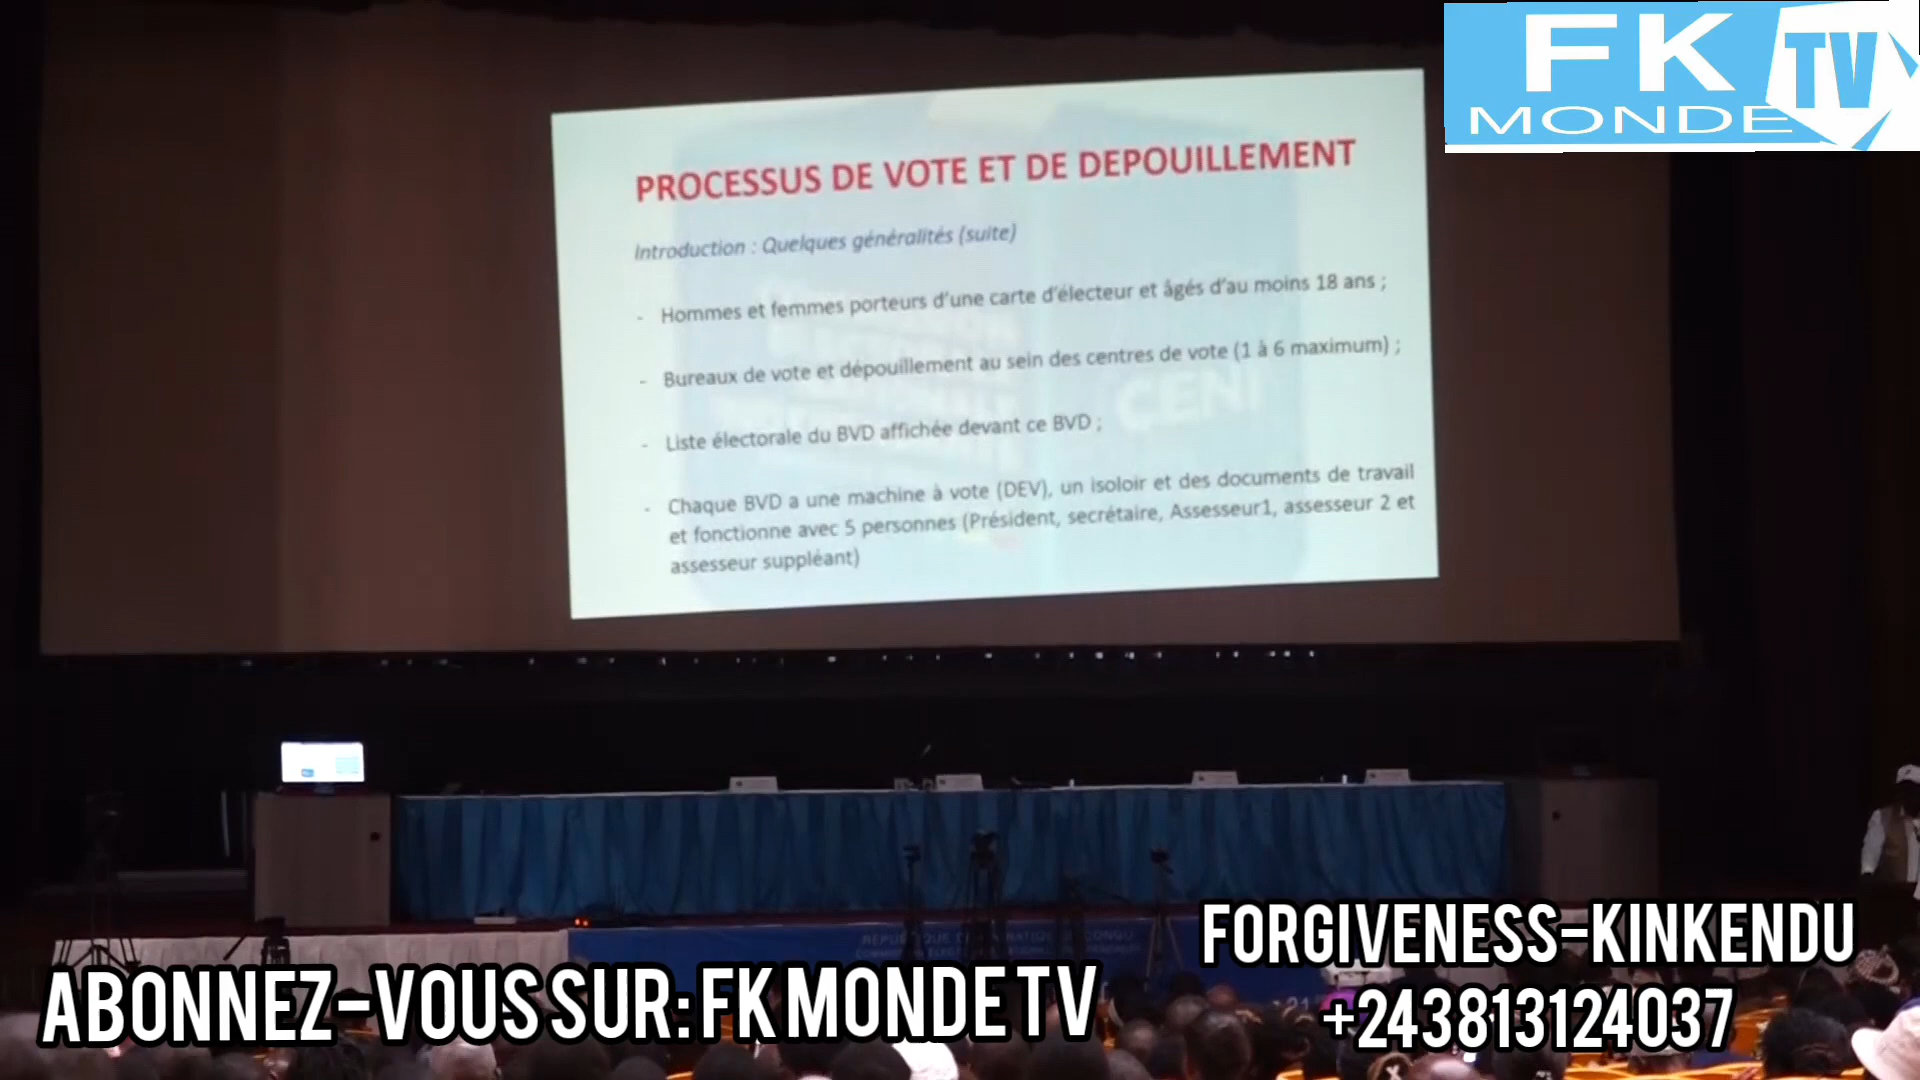 FK
MONDE TV
PROCESSUS DE VOTE ET DE DEPOUILLEMENT
Introduction : Quelques généralités (suite)
- Hommes et femmes porteurs d'une carte d'électeur et âgés d'au moins 18 ans ;
- Bureaux de vote et dépouillement au sein des centres de vote (1 à 6 maximum) ;
- Liste électorale du BVD affichée devant ce BVD ;
- Chaque BVD a une machine à vote (DEV), un isoloir et des documents de travail
et fonctionne avec 5 personnes (Président, secrétaire, Assesseur1, assesseur 2 et
assesseur suppléant)
CENI
FORGIVENESS-KINKENDU
ABONNEZ-VOUS SUR: FK MONDE TV
+243813124037